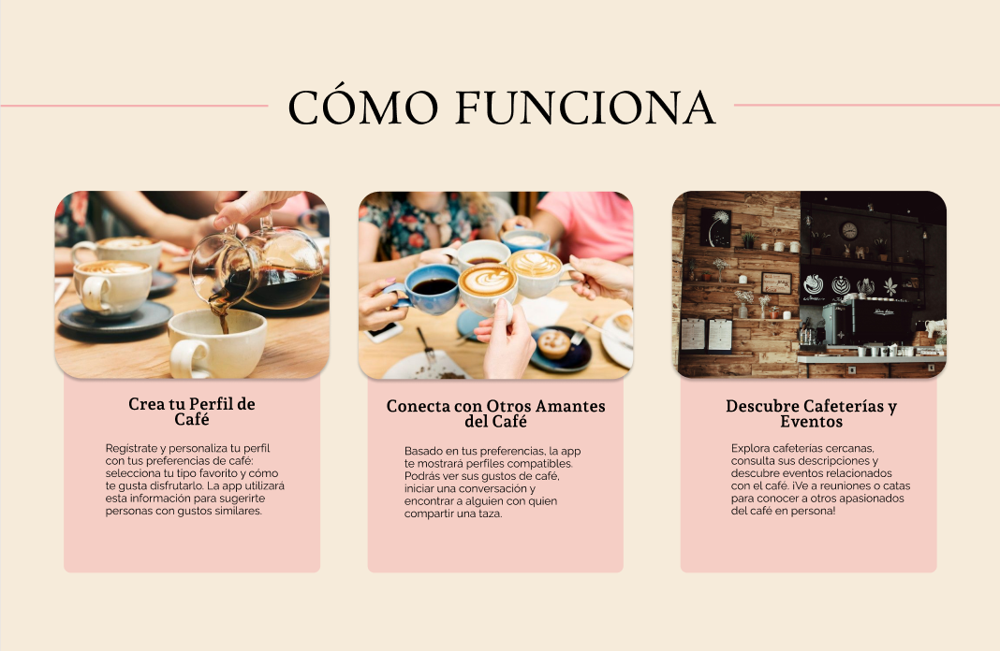 CÓMO FUNCIONA
Crea tu Perfil de
Café
Regístrate y personaliza tu perfil
con tus preferencias de café:
selecciona tu tipo favorito y cómo
te gusta disfrutarlo. La app utilizará
esta información para sugerirte
personas con gustos similares.
Conecta con Otros Amantes
del Café
Basado en tus preferencias, la app
te mostrará perfiles compatibles.
Podrás ver sus gustos de café,
iniciar una conversación y
encontrar a alguien con quien
compartir una taza.
Descubre Cafeterías y
Eventos
Explora cafeterías cercanas,
consulta sus descripciones y
descubre eventos relacionados
con el café. ¡Ve a reuniones o catas
para conocer a otros apasionados
del café en persona!